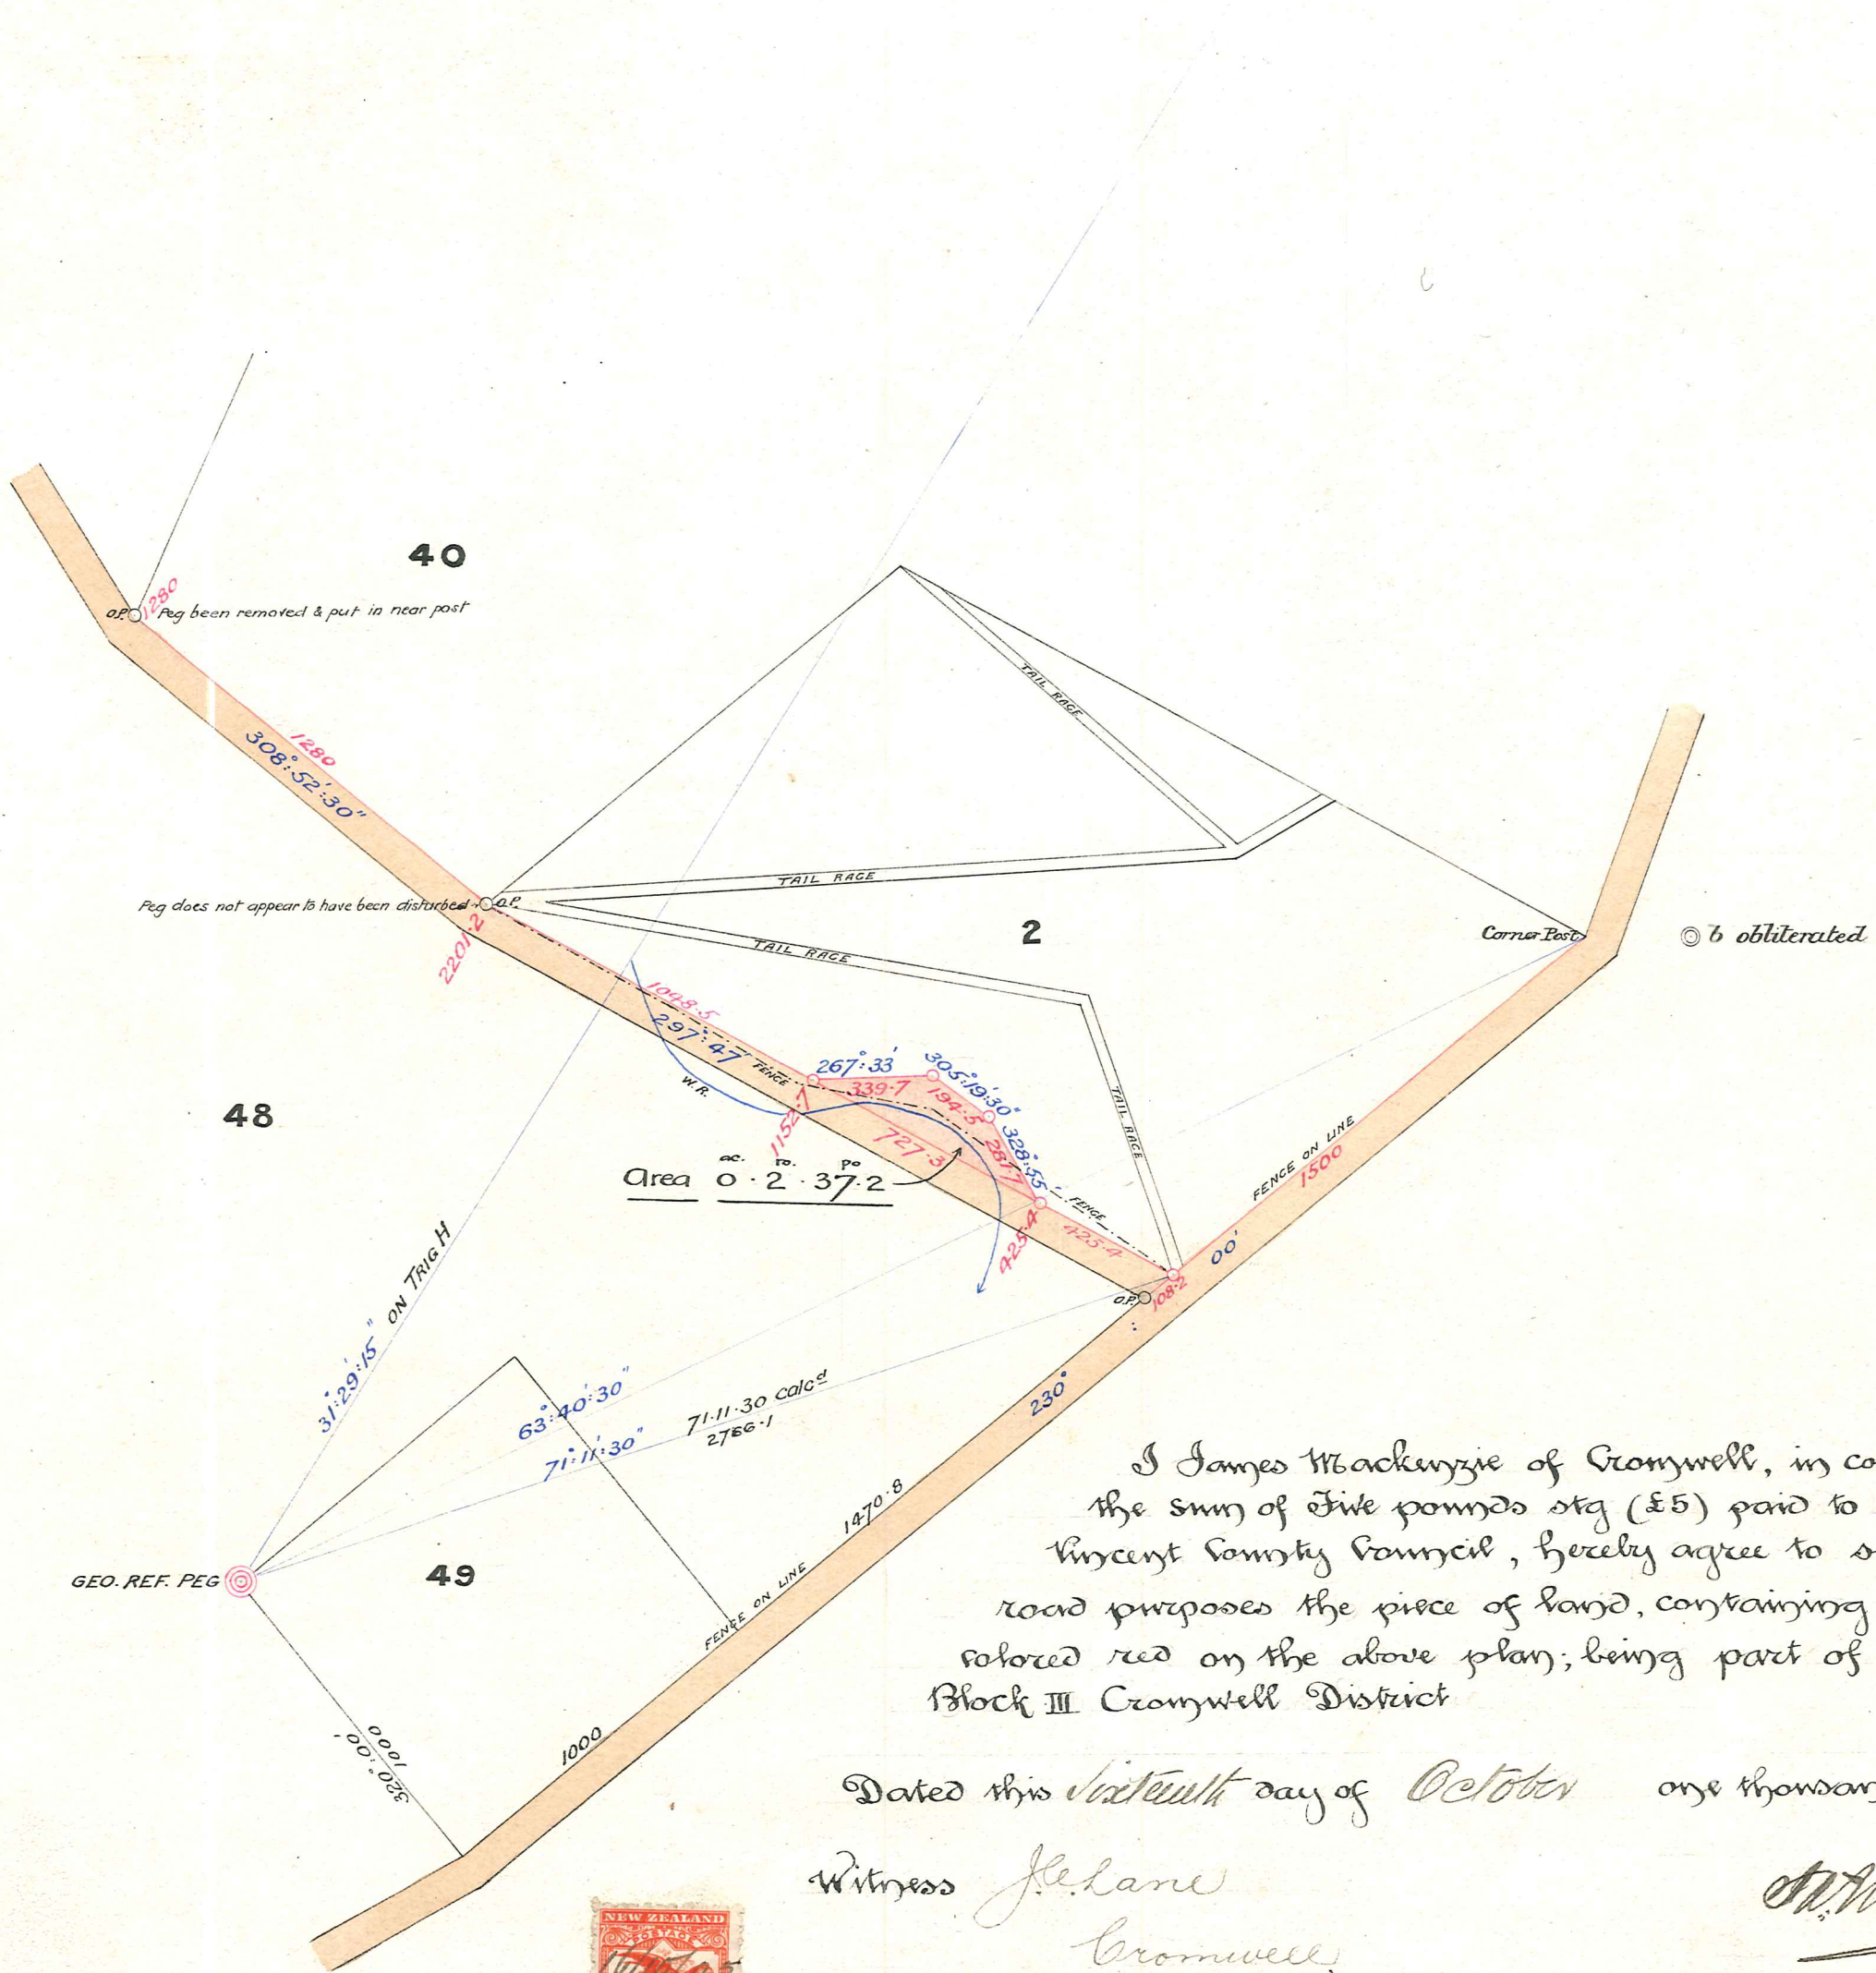 40
1280
O.P.
Peg been removed & put in near post
1280
308°:52':30"
TAIL RACE
TAIL RACE
Peg does not appear to have been disturbed
O.P.
2201·2
TAIL RACE
2
Corner Post
b obliterated
1048·5
297°:47'
FENCE
W.R.
267°:33'
339·7
305°:19':30"
194·5
328°:55'
281·7
1152·7
727·3
TAIL RACE
48
ac. ro. po
Area 0 · 2 · 37·2
FENCE
425·4
425·4
FENCE ON LINE
1500
00'
O.P.
108·2
230°
:
31°:29':15" ON TRIG H
63°:40':30"
71°:11':30"
71·11·30 Calcd
2766·1
1470·8
FENCE ON LINE
GEO. REF. PEG
49
1000
320°:00'
1000
I James Mackenzie of Cromwell, in co
the sum of Five pounds stg (£5) paid to
Vincent County Council, hereby agree to s
road purposes the piece of land, containing
colored red on the above plan; being part of
Block III Cromwell District
Dated this Sixteenth day of October one thousan
Witness J.C. Lane
Cromwell
NEW ZEALAND
POSTAGE